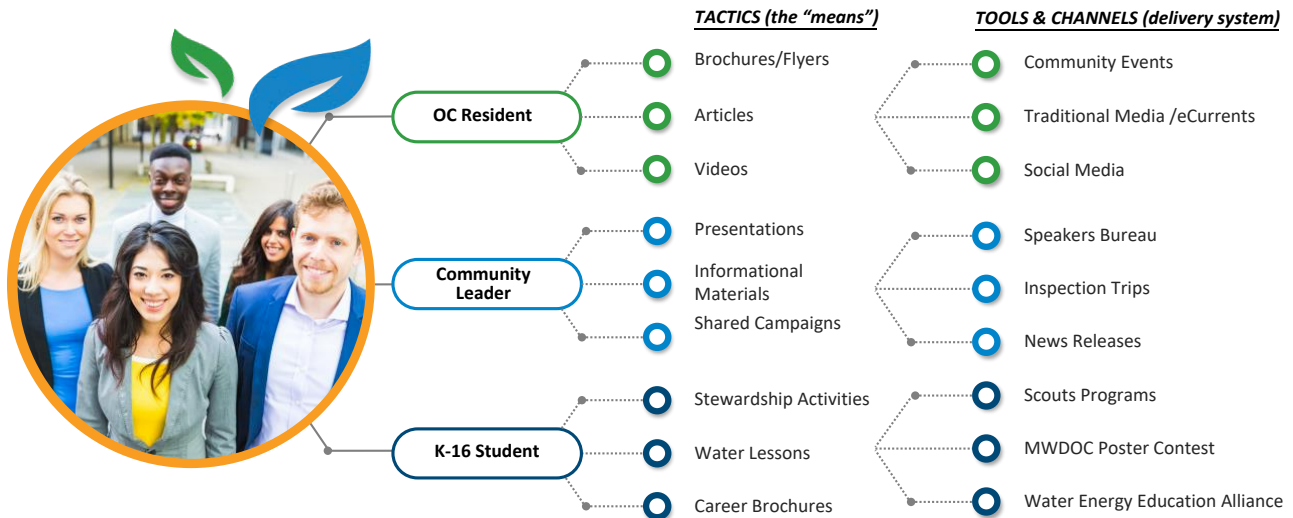 TACTICS (the “means”)
TOOLS & CHANNELS (delivery system)
OC Resident
Brochures/Flyers
Articles
Videos
Community Events
Traditional Media /eCurrents
Social Media
Community
Leader
Presentations
Informational
Materials
Shared Campaigns
Speakers Bureau
Inspection Trips
News Releases
K-16 Student
Stewardship Activities
Water Lessons
Career Brochures
Scouts Programs
MWDOC Poster Contest
Water Energy Education Alliance